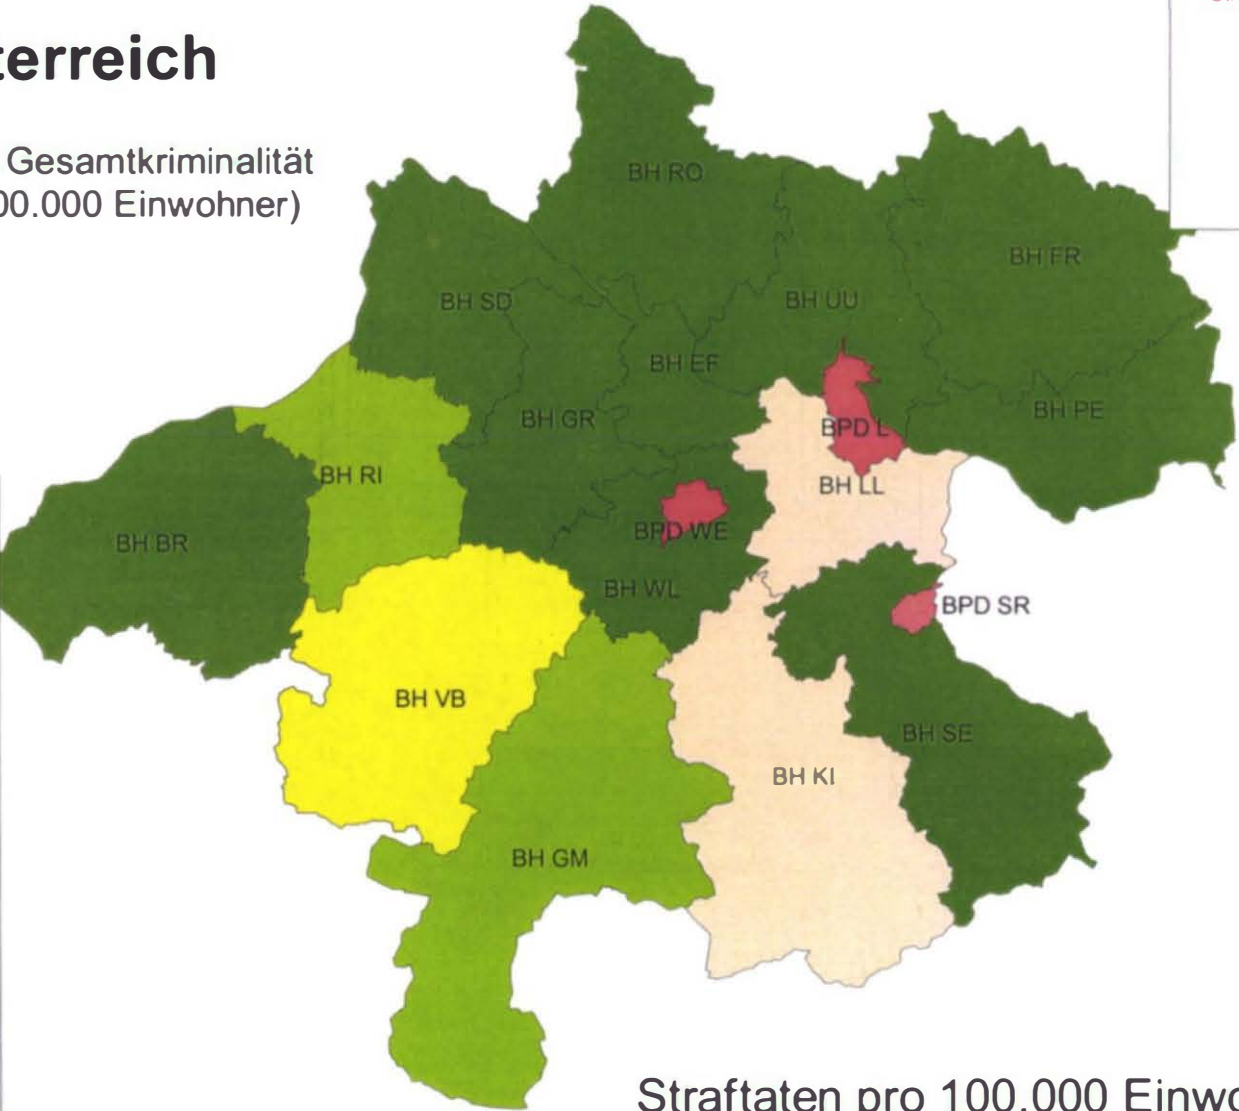 terreich
Gesamtkriminalität
00.000 Einwohner)
BH RO
BH FR
BH SD
BH UU
BH EF
BH GR
BH PE
BPD L
BH RI
BH LL
BPD WE
BH BR
BH WL
BPD SR
BH VB
BH SE
BH KI
BH GM
Straftaten pro 100.000 Einwo